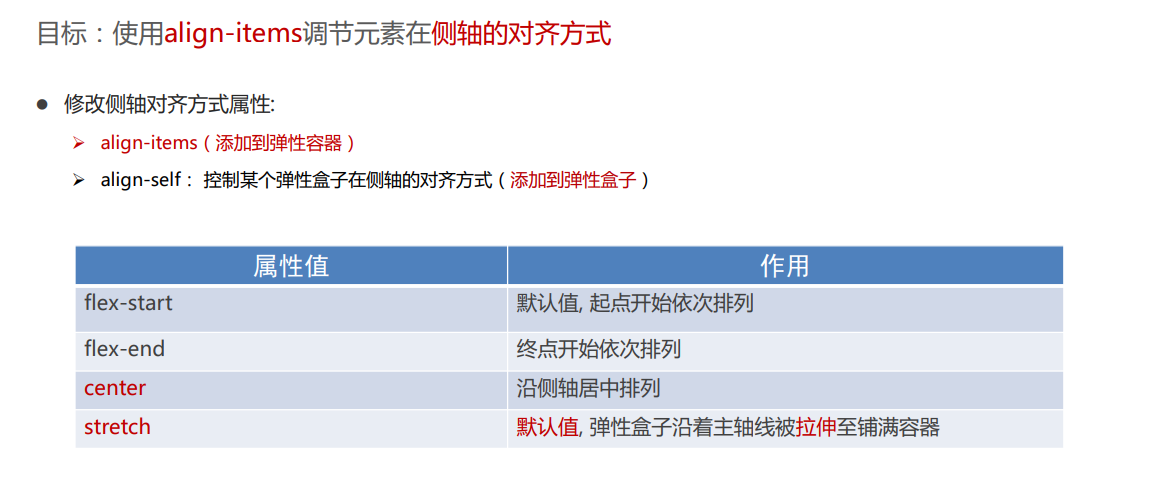 目标：使用align-items调节元素在侧轴的对齐方式
修改侧轴对齐方式属性:
align-items（添加到弹性容器）
align-self： 控制某个弹性盒子在侧轴的对齐方式（添加到弹性盒子）
属性值 作用
flex-start 默认值, 起点开始依次排列
flex-end 终点开始依次排列
center 沿侧轴居中排列
stretch 默认值, 弹性盒子沿着主轴线被拉伸至铺满容器